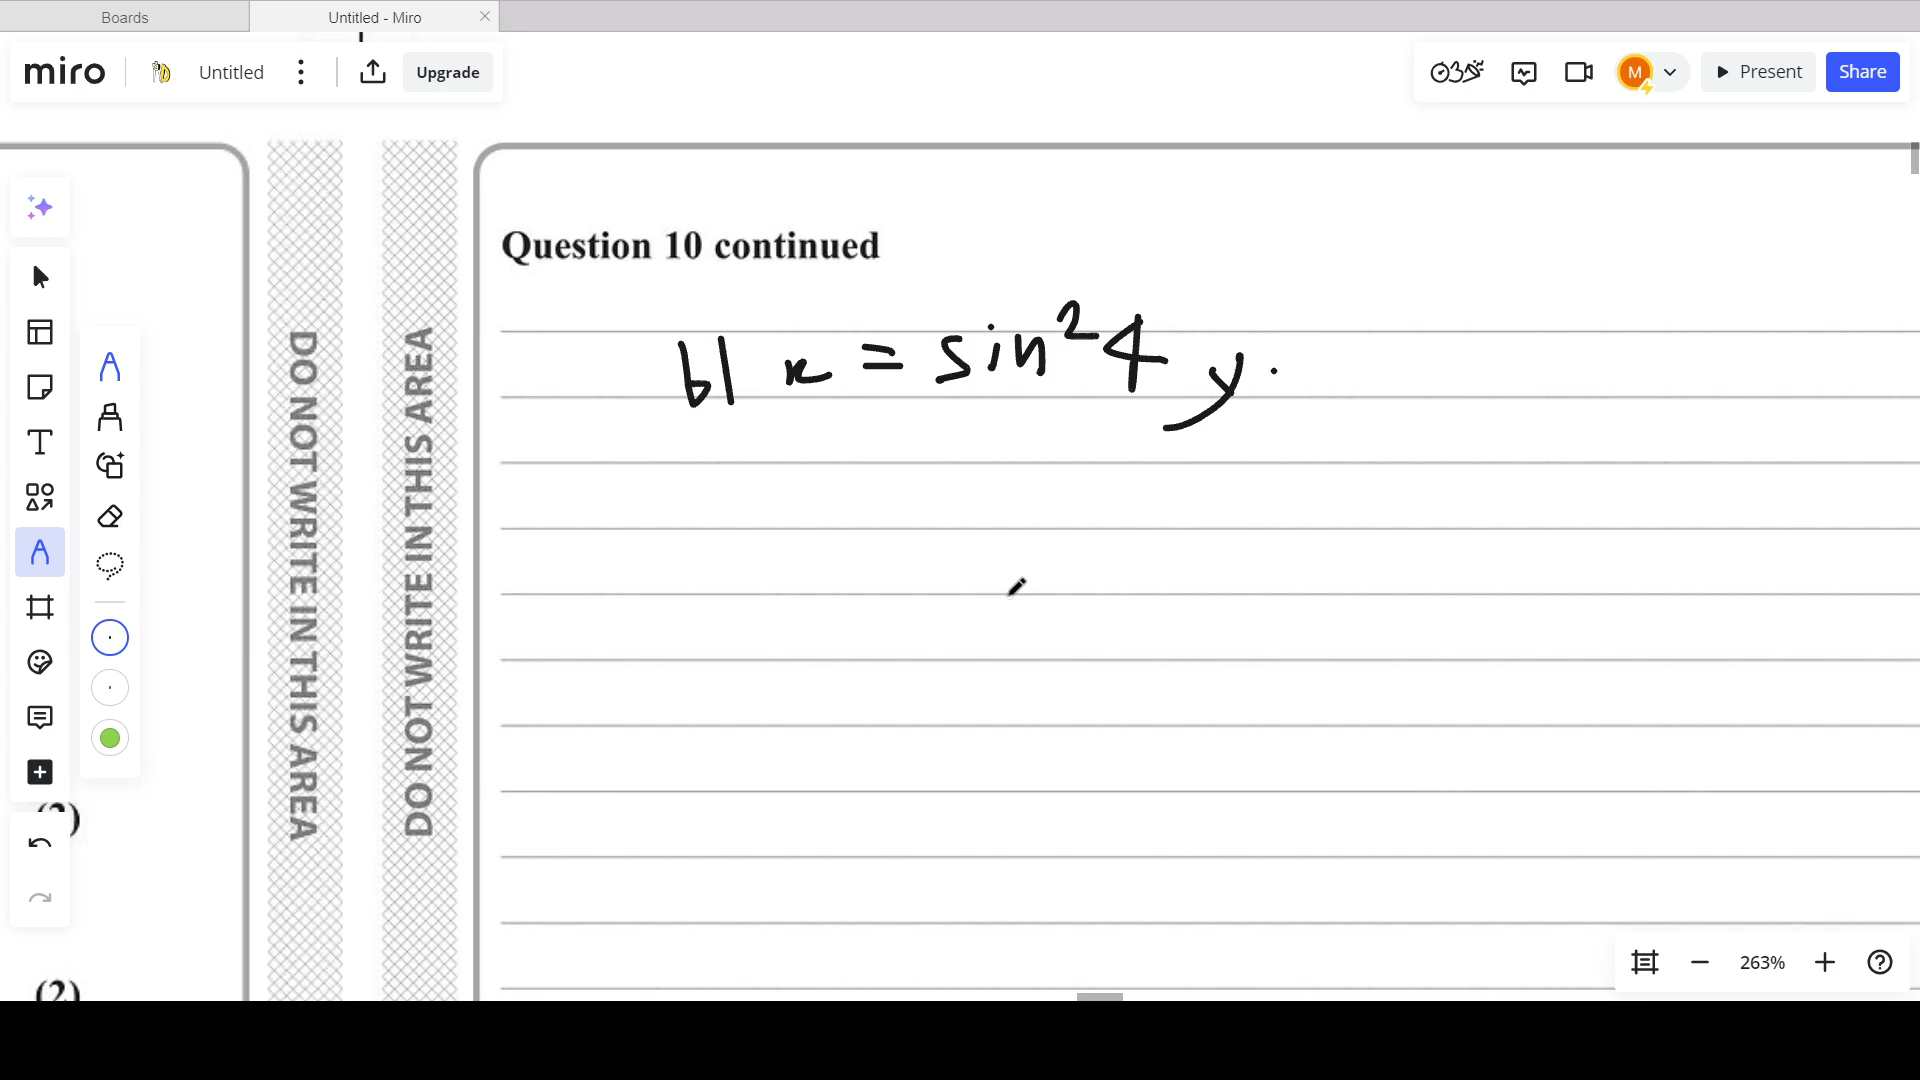 Boards
Untitled - Miro
miro
Untitled
Upgrade
M
Present
Share
Question 10 continued
b) x = sin²4y.
DO NOT WRITE IN THIS AREA
DO NOT WRITE IN THIS AREA
(2)
263%